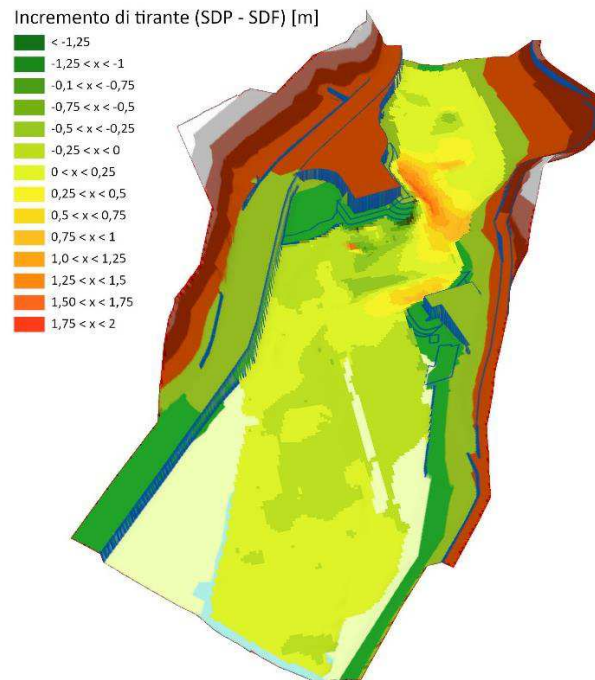 Incremento di tirante (SDP - SDF) [m]
< -1,25
-1,25 < x < -1
-0,1 < x < -0,75
-0,75 < x < -0,5
-0,5 < x < -0,25
-0,25 < x < 0
0 < x < 0,25
0,25 < x < 0,5
0,5 < x < 0,75
0,75 < x < 1
1,0 < x < 1,25
1,25 < x < 1,5
1,50 < x < 1,75
1,75 < x < 2